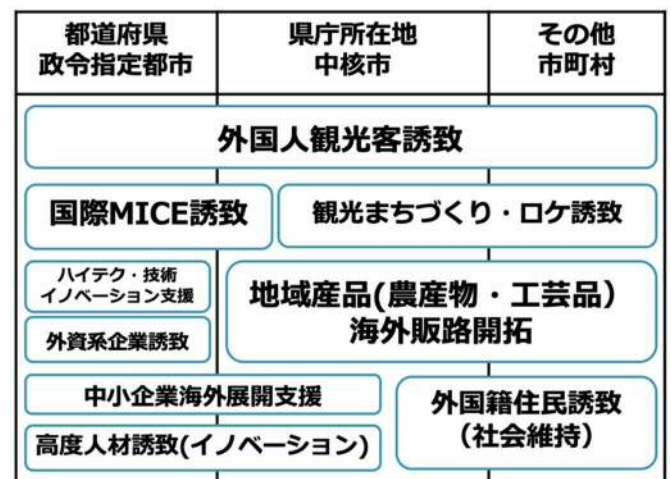 都道府県
政令指定都市
県庁所在地
中核市
その他
市町村
外国人観光客誘致
国際MICE誘致
観光まちづくり・ロケ誘致
ハイテク・技術
イノベーション支援
外資系企業誘致
地域産品(農産物・工芸品）
海外販路開拓
中小企業海外展開支援
高度人材誘致(イノベーション)
外国籍住民誘致
（社会維持）